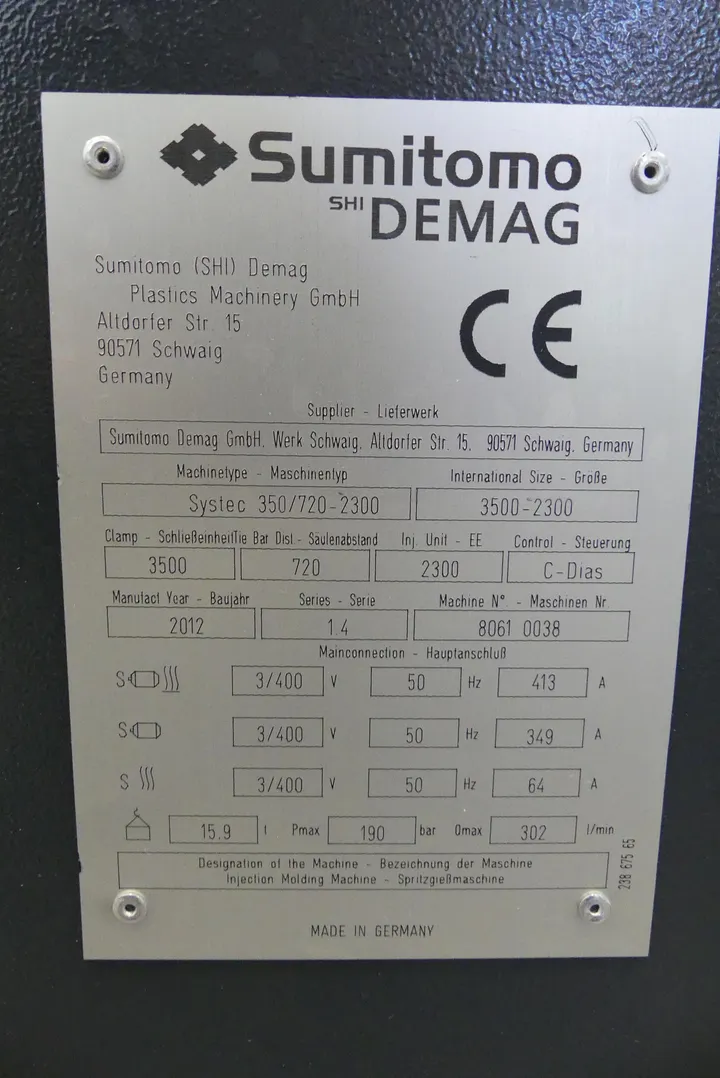 Sumitomo
SHI DEMAG
Sumitomo (SHI) Demag
Plastics Machinery GmbH
Altdorfer Str. 15
90571 Schwaig
Germany
CE
Supplier - Lieferwerk
Sumitomo Demag GmbH, Werk Schwaig, Altdorfer Str. 15, 90571 Schwaig, Germany
Machinetype - Maschinentyp International Size - Größe
Systec 350/720-2300 3500-2300
Clamp - Schließeinheit Tie Bar Dist.- Säulenabstand Inj. Unit - EE Control - Steuerung
3500 720 2300 C-Dias
Manufact Year - Baujahr Series - Serie Machine N°. - Maschinen Nr.
2012 1.4 8061 0038
Mainconnection - Hauptanschluß
S 3/400 V 50 Hz 413 A
S 3/400 V 50 Hz 349 A
S 3/400 V 50 Hz 64 A
15.9 t Pmax 190 bar Qmax 302 l/min
Designation of the Machine - Bezeichnung der Maschine
Injection Molding Machine - Spritzgießmaschine
238 675 65
MADE IN GERMANY